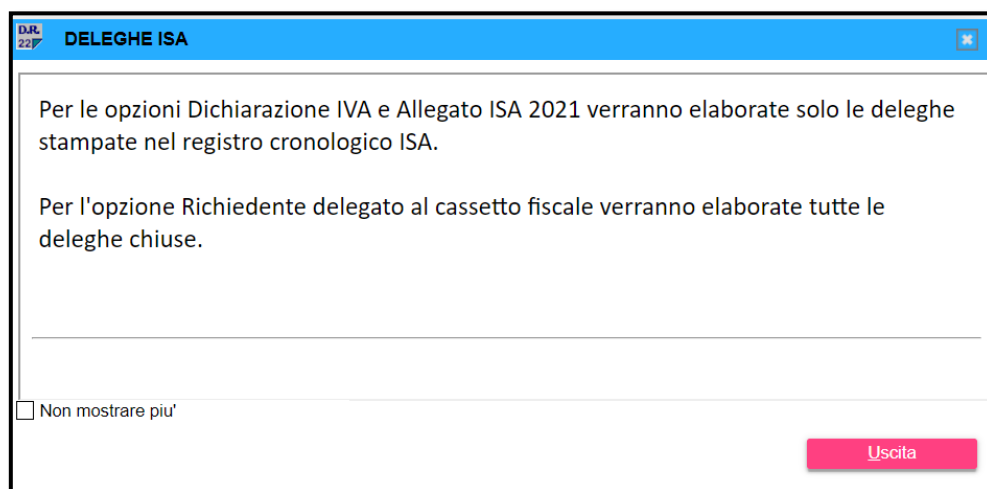 D.R.
22
DELEGHE ISA
Per le opzioni Dichiarazione IVA e Allegato ISA 2021 verranno elaborate solo le deleghe
stampate nel registro cronologico ISA.
Per l'opzione Richiedente delegato al cassetto fiscale verranno elaborate tutte le
deleghe chiuse.
Non mostrare piu'
Uscita